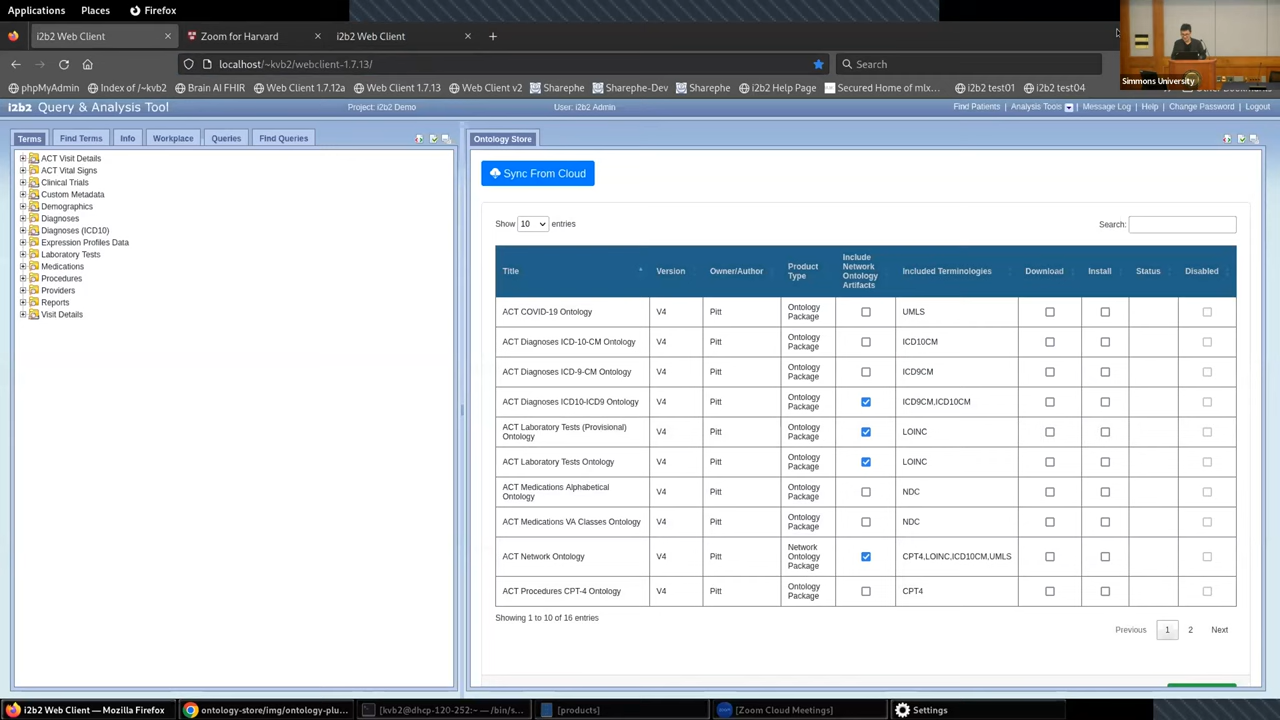 Applications Places Firefox
i2b2 Web Client Zoom for Harvard i2b2 Web Client
localhost/~kvb2/webclient-1.7.13/ Search
Simmons University
phpMyAdmin Index of /~kvb2 Brain AI FHIR Web Client 1.7.12a Web Client 1.7.13 Web Client v2 Sharephe Sharephe-Dev Sharephe i2b2 Help Page Secured Home of mlx... i2b2 test01 i2b2 test04
i2b2 Query & Analysis Tool Project: i2b2 Demo User: i2b2 Admin Find Patients Analysis Tools Message Log Help Change Password Logout
Terms Find Terms Info Workplace Queries Find Queries
ACT Visit Details
ACT Vital Signs
Clinical Trials
Custom Metadata
Demographics
Diagnoses
Diagnoses (ICD10)
Expression Profiles Data
Laboratory Tests
Medications
Procedures
Providers
Reports
Visit Details
Ontology Store
Sync From Cloud
Show 10 entries Search:
Title Version Owner/Author Product Type Include Network Ontology Artifacts Included Terminologies Download Install Status Disabled
ACT COVID-19 Ontology V4 Pitt Ontology Package UMLS
ACT Diagnoses ICD-10-CM Ontology V4 Pitt Ontology Package ICD10CM
ACT Diagnoses ICD-9-CM Ontology V4 Pitt Ontology Package ICD9CM
ACT Diagnoses ICD10-ICD9 Ontology V4 Pitt Ontology Package ICD9CM,ICD10CM
ACT Laboratory Tests (Provisional) Ontology V4 Pitt Ontology Package LOINC
ACT Laboratory Tests Ontology V4 Pitt Ontology Package LOINC
ACT Medications Alphabetical Ontology V4 Pitt Ontology Package NDC
ACT Medications VA Classes Ontology V4 Pitt Ontology Package NDC
ACT Network Ontology V4 Pitt Network Ontology Package CPT4,LOINC,ICD10CM,UMLS
ACT Procedures CPT-4 Ontology V4 Pitt Ontology Package CPT4
Showing 1 to 10 of 16 entries
Previous 1 2 Next
i2b2 Web Client — Mozilla Firefox ontology-store/img/ontology-plu... [kvb2@dhcp-120-252:~ — /bin/s... [products] [Zoom Cloud Meetings] Settings